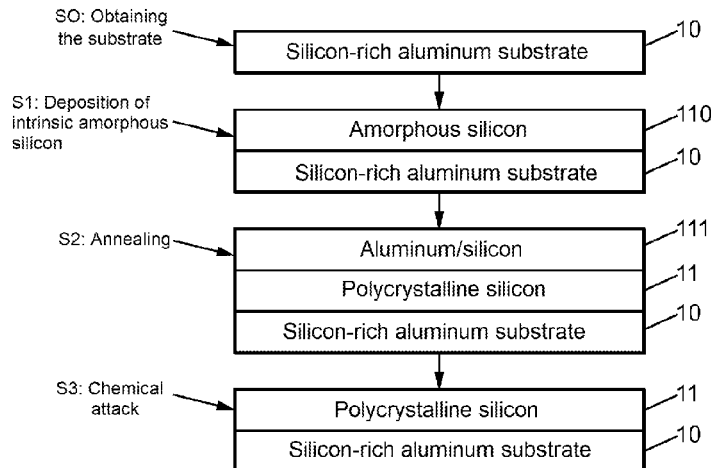 SO: Obtaining
the substrate
Silicon-rich aluminum substrate
10
S1: Deposition of
intrinsic amorphous
silicon
Amorphous silicon
110
Silicon-rich aluminum substrate
10
S2: Annealing
Aluminum/silicon
111
Polycrystalline silicon
11
Silicon-rich aluminum substrate
10
S3: Chemical
attack
Polycrystalline silicon
11
Silicon-rich aluminum substrate
10